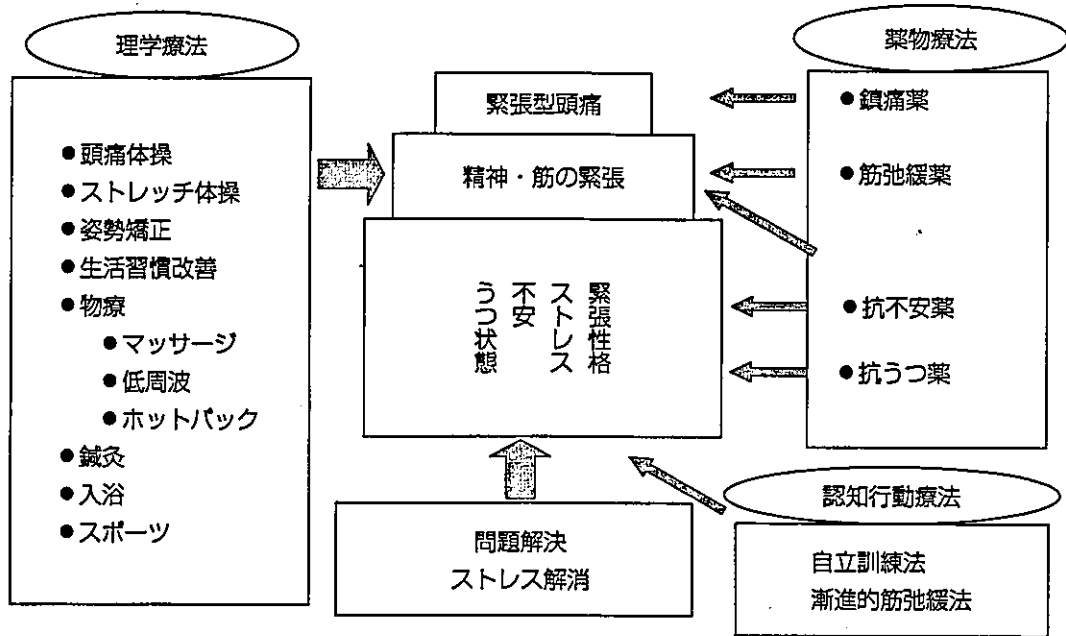 理学療法
●頭痛体操
●ストレッチ体操
●姿勢矯正
●生活習慣改善
●物療
●マッサージ
●低周波
●ホットパック
●鍼灸
●入浴
●スポーツ
緊張型頭痛
精神・筋の緊張
緊張性格
ストレス
不安
うつ状態
問題解決
ストレス解消
薬物療法
●鎮痛薬
●筋弛緩薬
●抗不安薬
●抗うつ薬
認知行動療法
自立訓練法
漸進的筋弛緩法